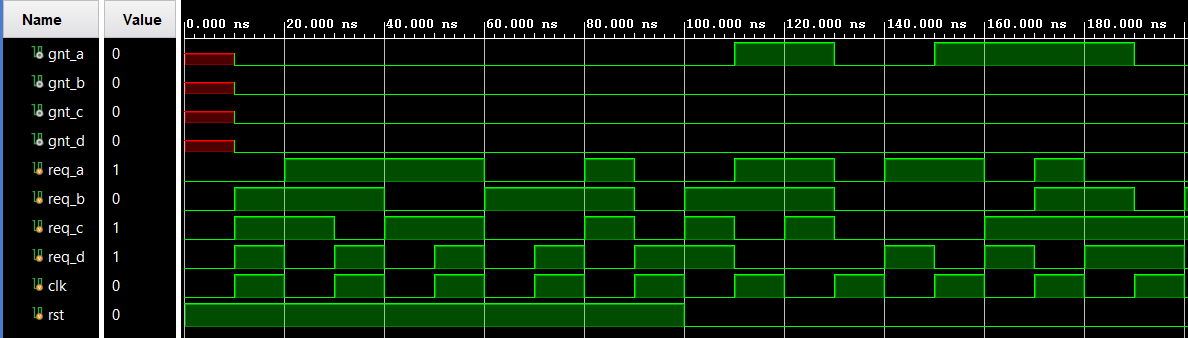 Name Value 0.000 ns 20.000 ns 40.000 ns 60.000 ns 80.000 ns 100.000 ns 120.000 ns 140.000 ns 160.000 ns 180.000 ns
gnt_a 0
gnt_b 0
gnt_c 0
gnt_d 0
req_a 1
req_b 0
req_c 1
req_d 1
clk 0
rst 0